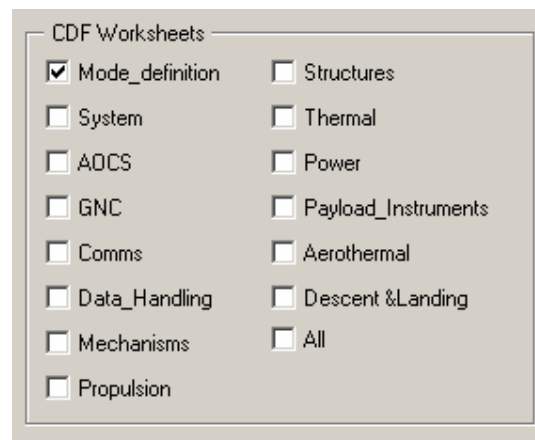 CDF Worksheets
Mode_definition
System
AOCS
GNC
Comms
Data_Handling
Mechanisms
Propulsion
Structures
Thermal
Power
Payload_Instruments
Aerothermal
Descent &Landing
All